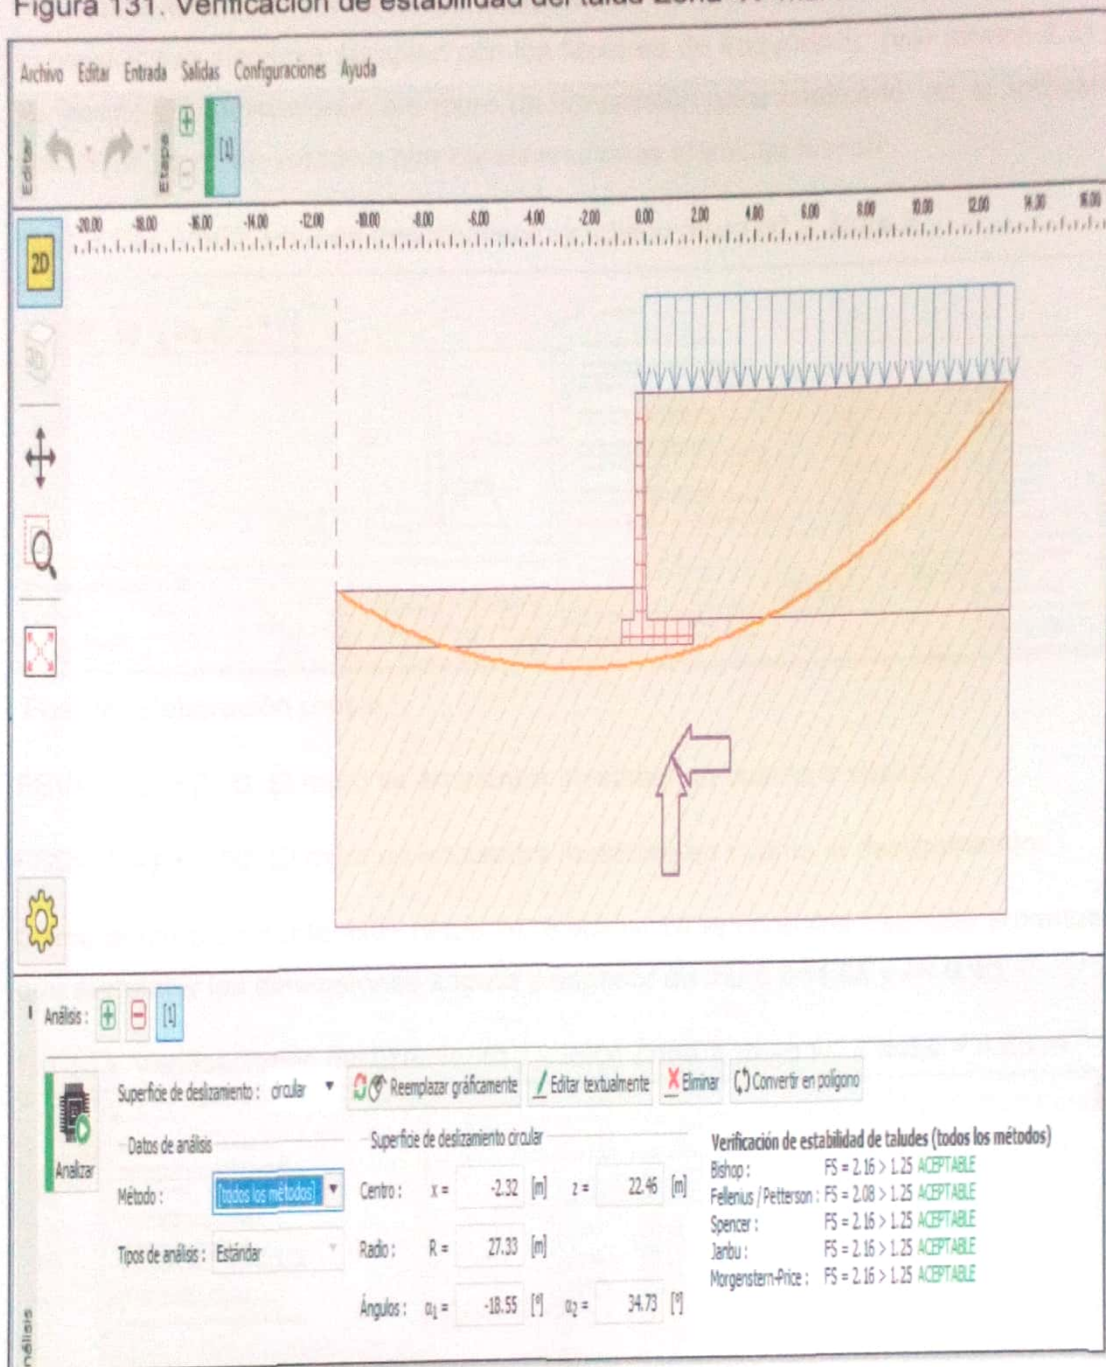 Figura 131. Verificación de estabilidad del talud Zona
Archivo Editar Entrada Salidas Configuraciones Ayuda
Editar
Etapa
[1]
-20.00 -18.00 -16.00 -14.00 -12.00 -10.00 -8.00 -6.00 -4.00 -2.00 0.00 2.00 4.00 6.00 8.00 10.00 12.00 14.00 16.00
2D
Análisis : [1]
Analizar
Superficie de deslizamiento : circular Reemplazar gráficamente Editar textualmente Eliminar Convertir en polígono
Datos de análisis
Método : [todos los métodos]
Tipos de análisis : Estándar
Superficie de deslizamiento circular
Centro : x = -2.32 [m] z = 22.46 [m]
Radio : R = 27.33 [m]
Ángulos : α1 = -18.55 [°] α2 = 34.73 [°]
Verificación de estabilidad de taludes (todos los métodos)
Bishop : FS = 2.16 > 1.25 ACEPTABLE
Fellenius / Petterson : FS = 2.08 > 1.25 ACEPTABLE
Spencer : FS = 2.16 > 1.25 ACEPTABLE
Janbu : FS = 2.16 > 1.25 ACEPTABLE
Morgenstern-Price : FS = 2.16 > 1.25 ACEPTABLE